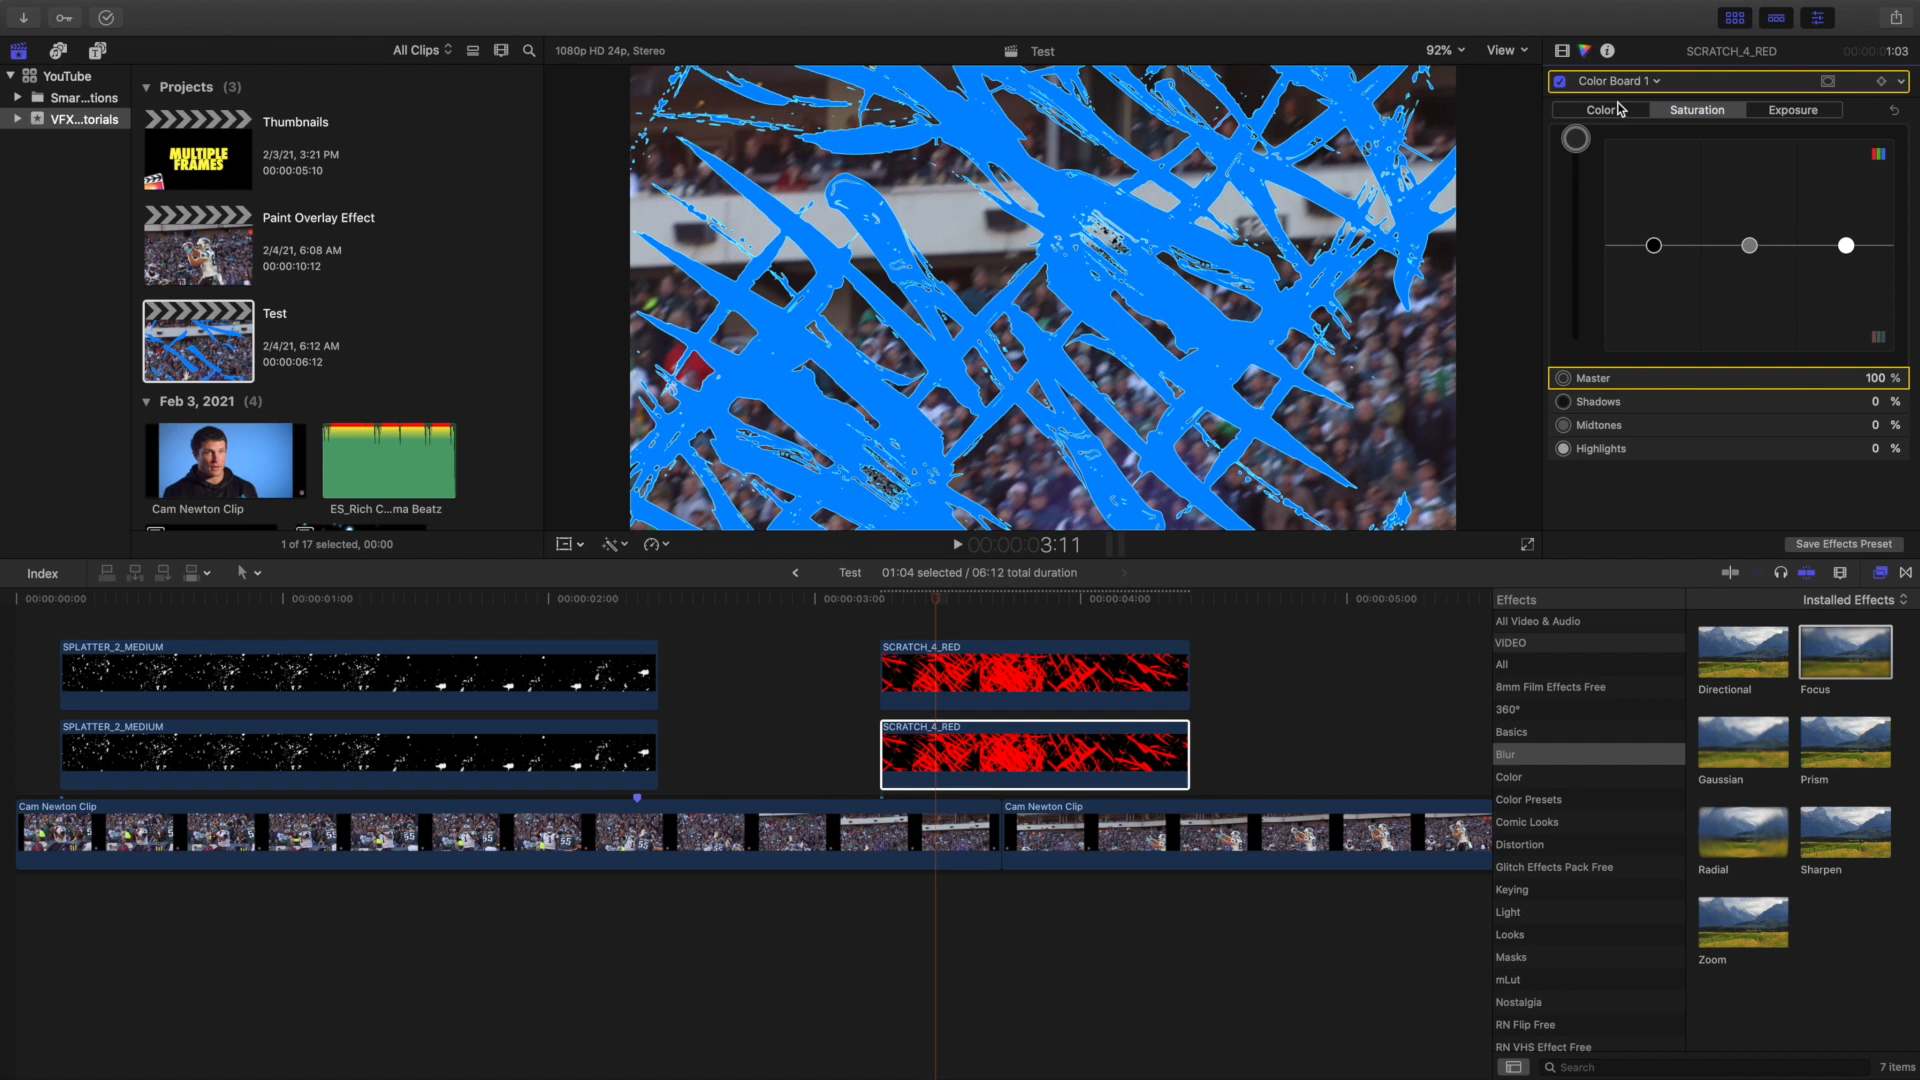 All Clips
1080p HD 24p, Stereo
Test
92%
View
SCRATCH_4_RED
00:00:01:03
YouTube
Smar...tions
VFX...torials
Projects (3)
Thumbnails
2/3/21, 3:21 PM
00:00:05:10
MULTIPLE
FRAMES
Paint Overlay Effect
2/4/21, 6:08 AM
00:00:10:12
Test
2/4/21, 6:12 AM
00:00:06:12
Feb 3, 2021 (4)
Cam Newton Clip
ES_Rich C...ma Beatz
1 of 17 selected, 00:00
00:00:03:11
Color Board 1
Color
Saturation
Exposure
Master 100 %
Shadows 0 %
Midtones 0 %
Highlights 0 %
Save Effects Preset
Index
Test
01:04 selected / 06:12 total duration
00:00:00:00
00:00:01:00
00:00:02:00
00:00:03:00
00:00:04:00
00:00:05:00
SPLATTER_2_MEDIUM
SCRATCH_4_RED
SPLATTER_2_MEDIUM
SCRATCH_4_RED
Cam Newton Clip
Cam Newton Clip
Effects
Installed Effects
All Video & Audio
VIDEO
All
8mm Film Effects Free
360°
Basics
Blur
Color
Color Presets
Comic Looks
Distortion
Glitch Effects Pack Free
Keying
Light
Looks
Masks
mLut
Nostalgia
RN Flip Free
RN VHS Effect Free
Directional
Focus
Gaussian
Prism
Radial
Sharpen
Zoom
Search
7 items